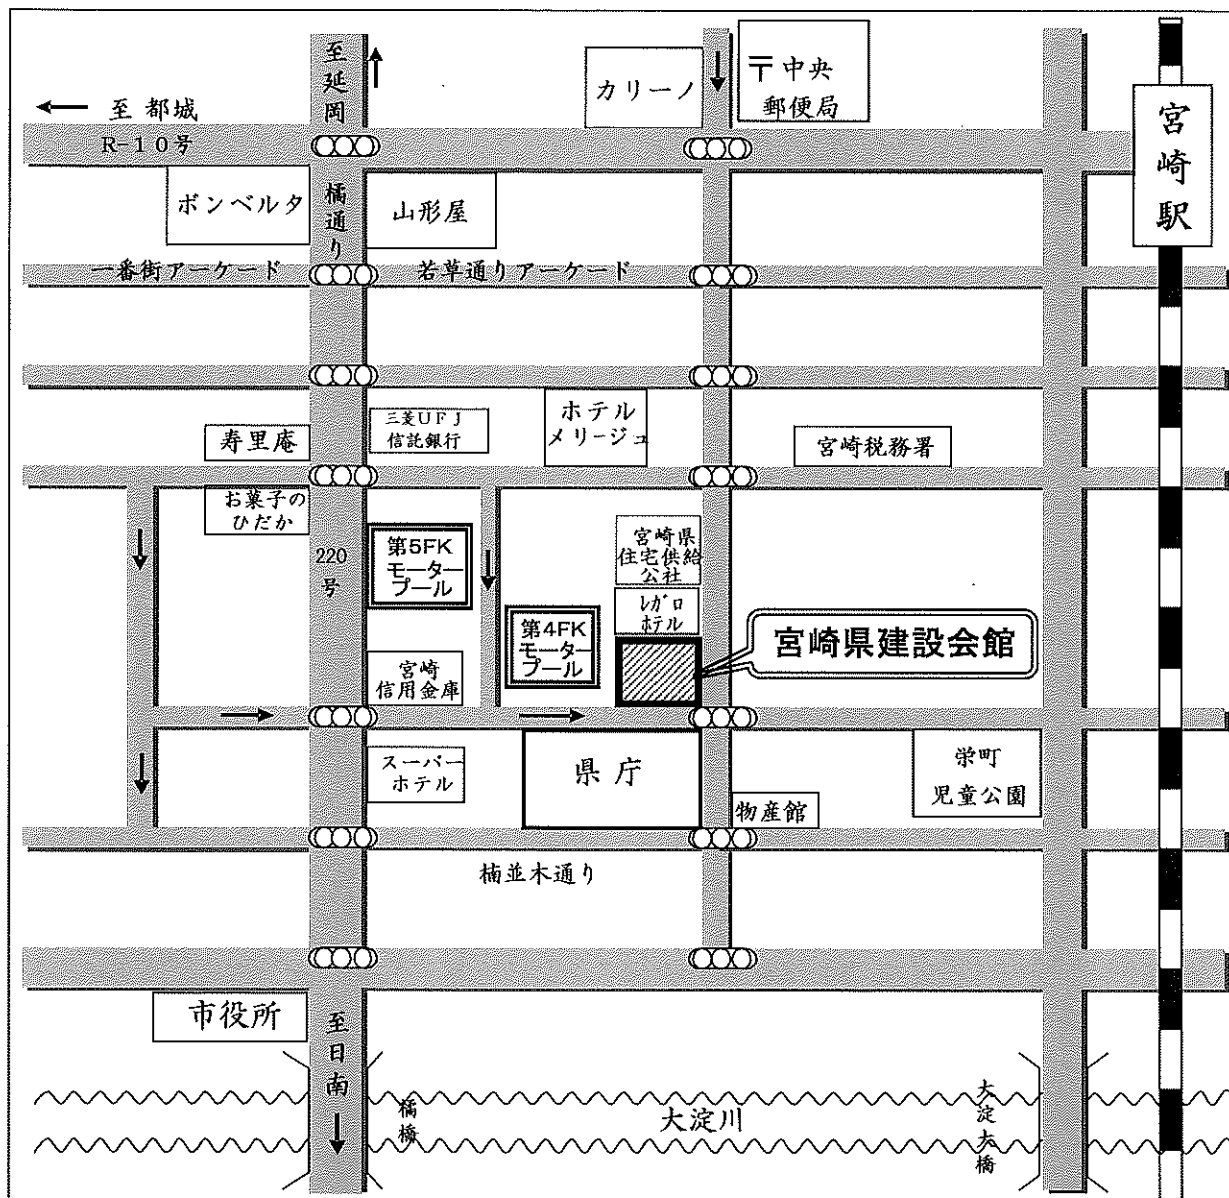 至延岡
カリーノ
〒中央
郵便局
至 都城
R-10号
宮崎駅
ボンベルタ
橘通り
山形屋
一番街アーケード
若草通りアーケード
寿里庵
三菱UFJ
信託銀行
ホテル
メリージュ
宮崎税務署
お菓子の
ひだか
220
号
第5FK
モーター
プール
宮崎県
住宅供給
公社
レガロ
ホテル
第4FK
モーター
プール
宮崎県建設会館
宮崎
信用金庫
スーパー
ホテル
県庁
栄町
児童公園
物産館
楠並木通り
市役所
至日南
橘橋
大淀川
大淀大橋